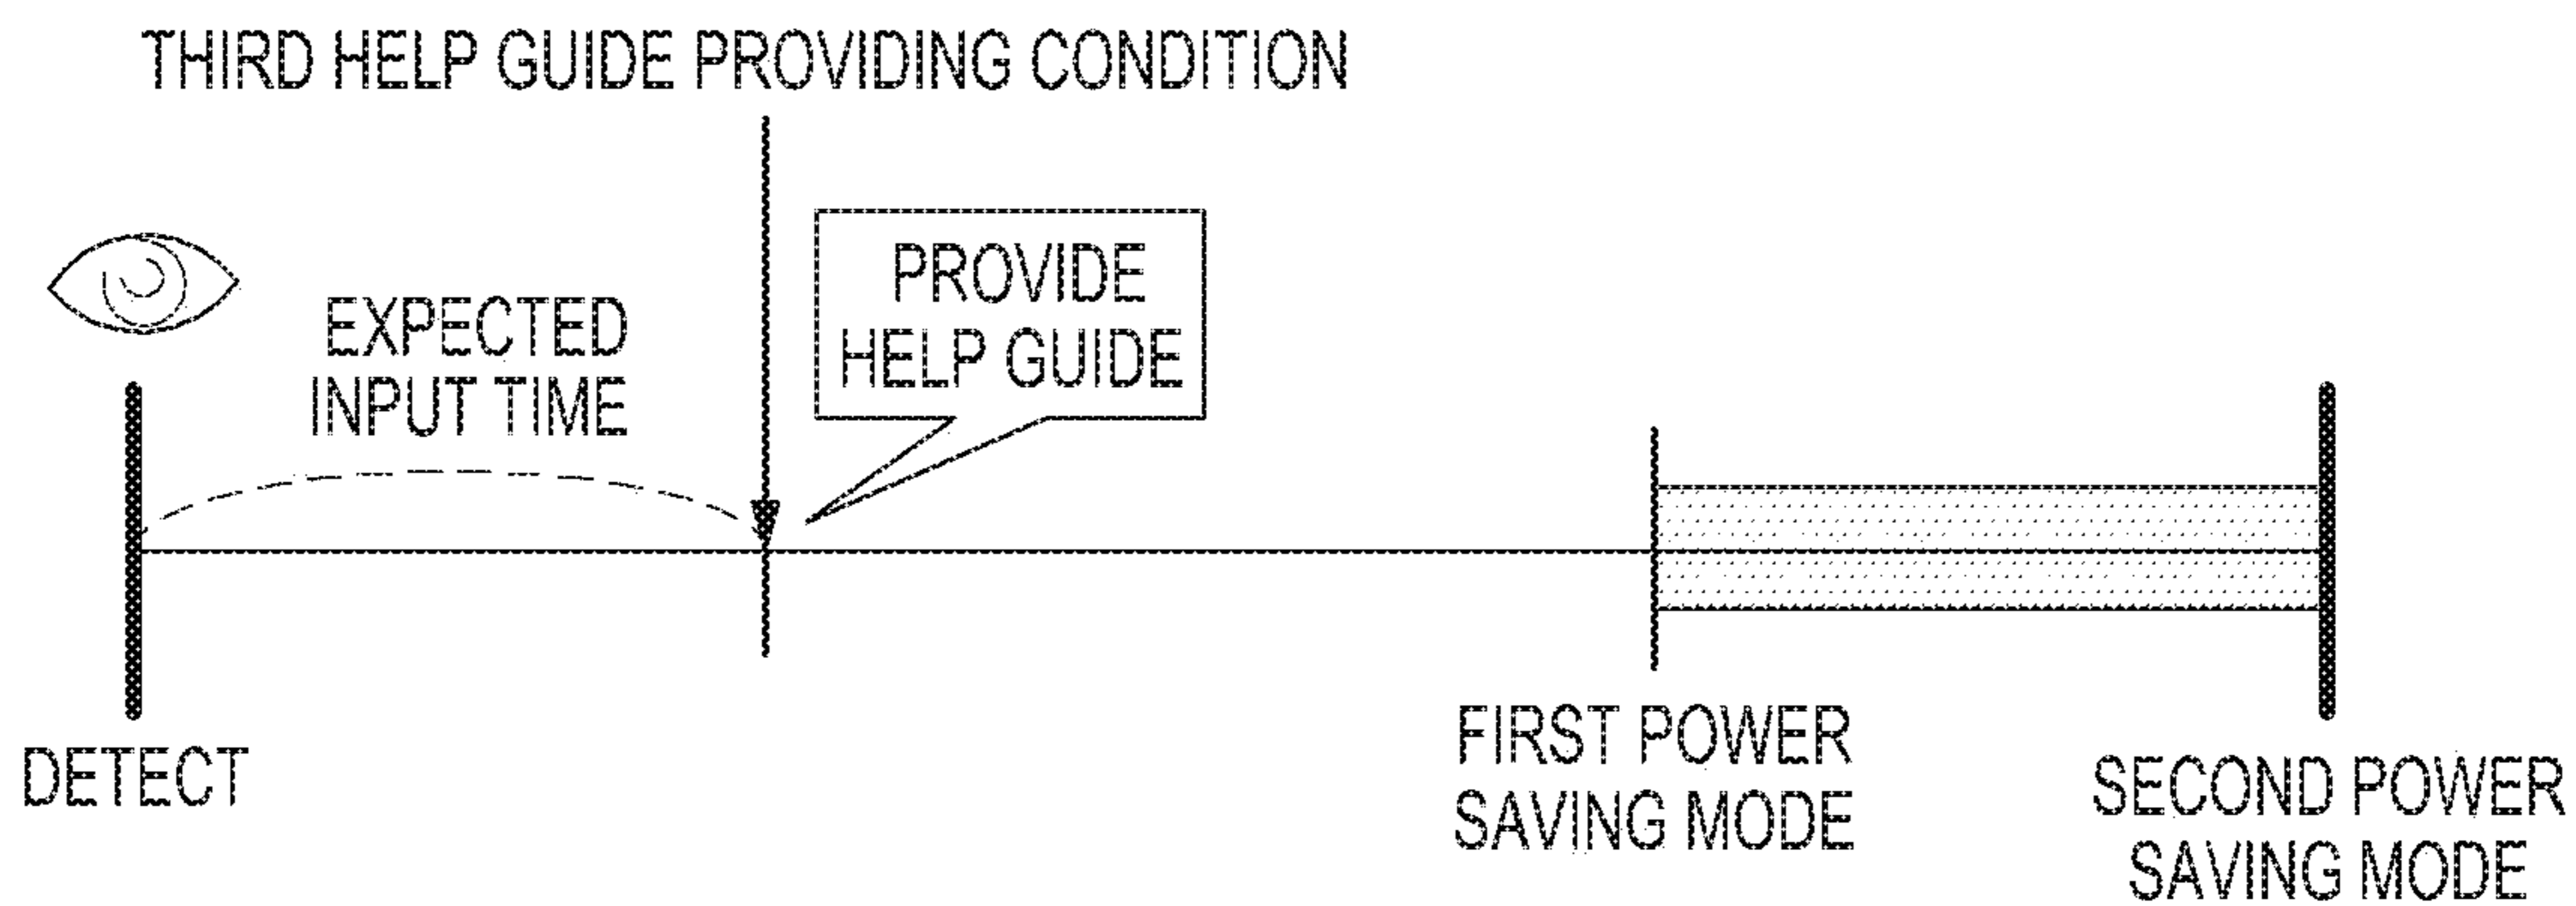 THIRD HELP GUIDE PROVIDING CONDITION
PROVIDE
HELP GUIDE
EXPECTED
INPUT TIME
DETECT
FIRST POWER
SAVING MODE
SECOND POWER
SAVING MODE